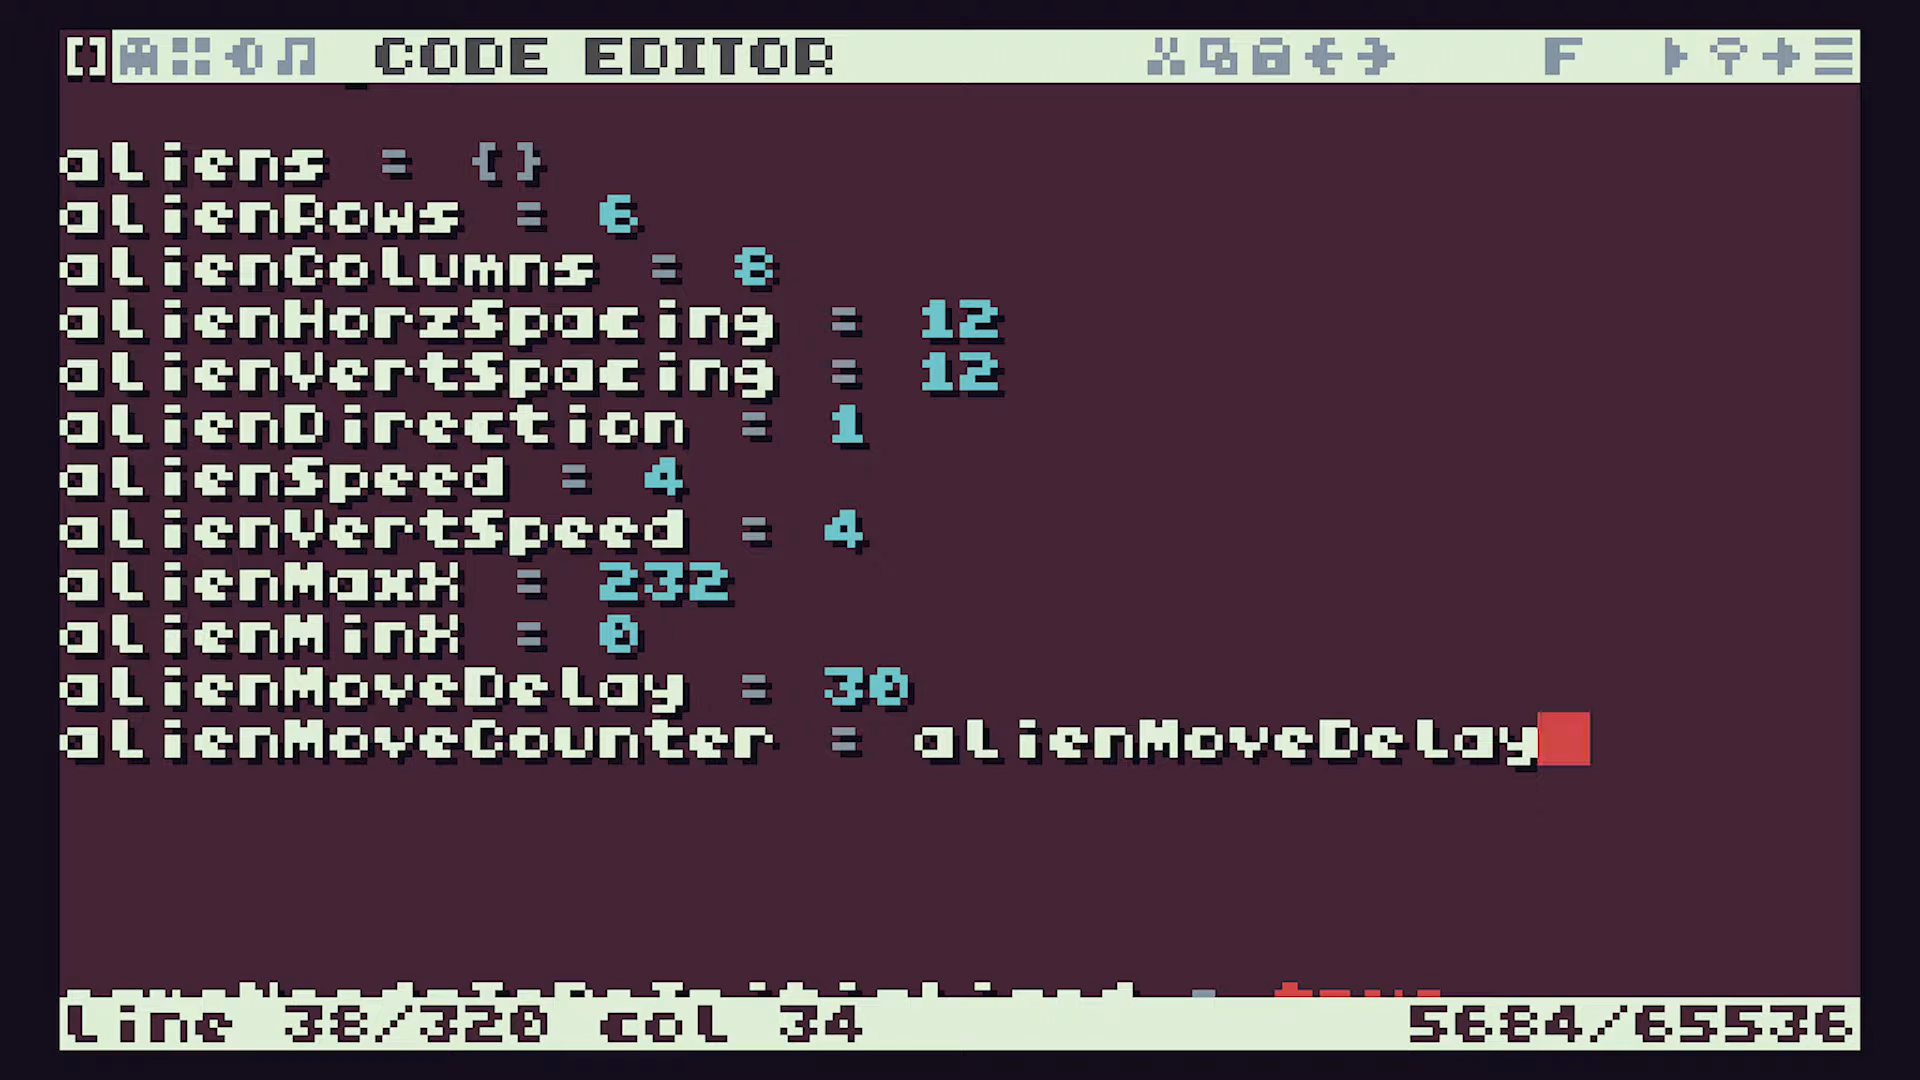 CODE EDITOR F
aliens = {}
alienRows = 6
alienColumns = 8
alienHorzSpacing = 12
alienVertSpacing = 12
alienDirection = 1
alienSpeed = 4
alienVertSpeed = 4
alienMaxX = 232
alienMinX = 0
alienMoveDelay = 30
alienMoveCounter = alienMoveDelay
line 38/320 col 34 5684/65536